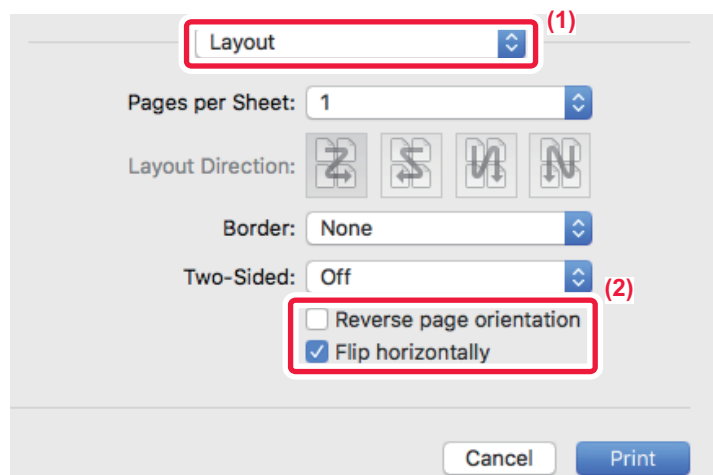 (1)
Layout
Pages per Sheet: 1
Layout Direction:
Border: None
Two-Sided: Off
(2)
Reverse page orientation
Flip horizontally
Cancel Print